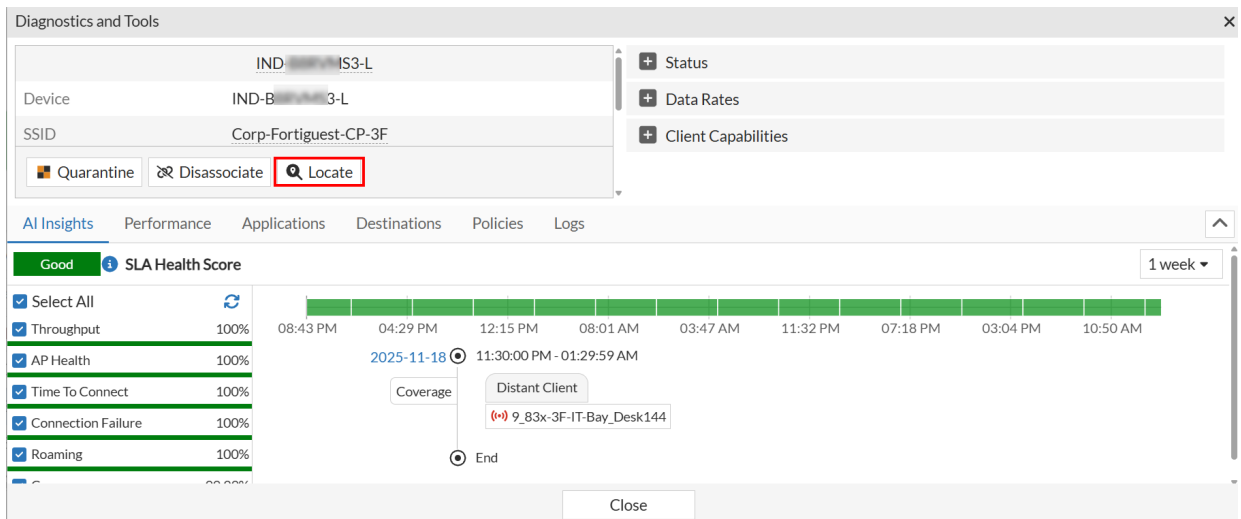 Diagnostics and Tools
IND- S3-L
Device IND-B 3-L
SSID Corp-Fortiguest-CP-3F
Quarantine Disassociate Locate
Status
Data Rates
Client Capabilities
AI Insights Performance Applications Destinations Policies Logs
Good SLA Health Score 1 week
Select All
Throughput 100%
AP Health 100%
Time To Connect 100%
Connection Failure 100%
Roaming 100%
08:43 PM 04:29 PM 12:15 PM 08:01 AM 03:47 AM 11:32 PM 07:18 PM 03:04 PM 10:50 AM
2025-11-18 11:30:00 PM - 01:29:59 AM
Coverage Distant Client
9_83x-3F-IT-Bay_Desk144
End
Close